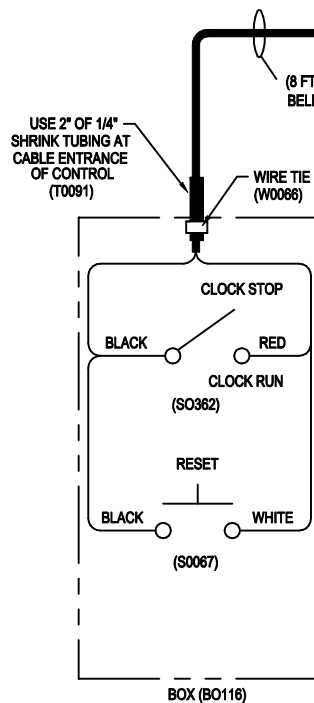 (8 FT
BELI
USE 2" OF 1/4"
SHRINK TUBING AT
CABLE ENTRANCE
OF CONTROL
(T0091)
WIRE TIE
(W0066)
CLOCK STOP
BLACK
RED
CLOCK RUN
(SO362)
RESET
BLACK
WHITE
(S0067)
BOX (BO116)